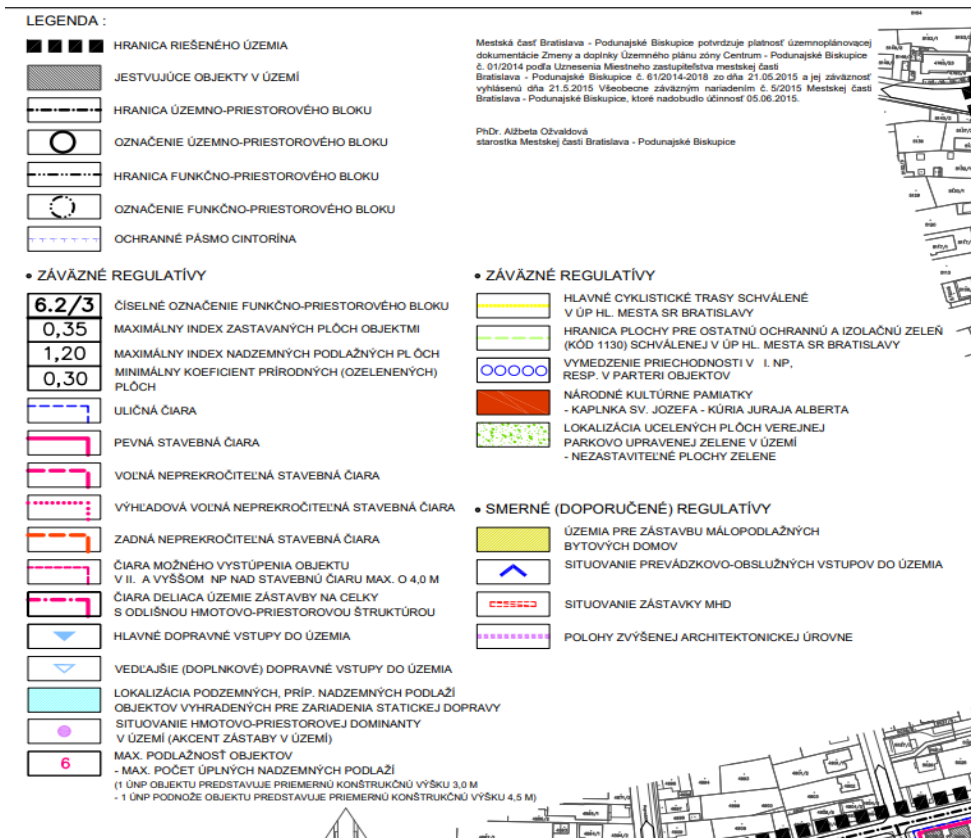 LEGENDA :
HRANICA RIEŠENÉHO ÚZEMIA
JESTVUJÚCE OBJEKTY V ÚZEMÍ
HRANICA ÚZEMNO-PRIESTOROVÉHO BLOKU
OZNAČENIE ÚZEMNO-PRIESTOROVÉHO BLOKU
HRANICA FUNKČNO-PRIESTOROVÉHO BLOKU
OZNAČENIE FUNKČNO-PRIESTOROVÉHO BLOKU
OCHRANNÉ PÁSMO CINTORÍNA
Mestská časť Bratislava - Podunajské Biskupice potvrdzuje platnosť územnoplánovacej
dokumentácie Zmeny a doplnky Územného plánu zóny Centrum - Podunajské Biskupice
č. 01/2014 podľa Uznesenia Miestneho zastupiteľstva mestskej časti
Bratislava - Podunajské Biskupice č. 61/2014-2018 zo dňa 21.05.2015 a jej záväznosť
vyhlásenú dňa 21.5.2015 Všeobecne záväzným nariadením č. 5/2015 Mestskej časti
Bratislava - Podunajské Biskupice, ktoré nadobudlo účinnosť 05.06.2015.
PhDr. Alžbeta Ožvaldová
starostka Mestskej časti Bratislava - Podunajské Biskupice
• ZÁVÄZNÉ REGULATÍVY
6.2/3 ČÍSELNÉ OZNAČENIE FUNKČNO-PRIESTOROVÉHO BLOKU
0,35 MAXIMÁLNY INDEX ZASTAVANÝCH PLÔCH OBJEKTMI
1,20 MAXIMÁLNY INDEX NADZEMNÝCH PODLAŽNÝCH PL ÔCH
0,30 MINIMÁLNY KOEFICIENT PRÍRODNÝCH (OZELENENÝCH)
PLÔCH
ULIČNÁ ČIARA
PEVNÁ STAVEBNÁ ČIARA
VOĽNÁ NEPREKROČITEĽNÁ STAVEBNÁ ČIARA
VÝHĽADOVÁ VOĽNÁ NEPREKROČITEĽNÁ STAVEBNÁ ČIARA
ZADNÁ NEPREKROČITEĽNÁ STAVEBNÁ ČIARA
ČIARA MOŽNÉHO VYSTÚPENIA OBJEKTU
V II. A VYŠŠOM NP NAD STAVEBNÚ ČIARU MAX. O 4,0 M
ČIARA DELIACA ÚZEMIE ZÁSTAVBY NA CELKY
S ODLIŠNOU HMOTOVO-PRIESTOROVOU ŠTRUKTÚROU
HLAVNÉ DOPRAVNÉ VSTUPY DO ÚZEMIA
VEDĽAJŠIE (DOPLNKOVÉ) DOPRAVNÉ VSTUPY DO ÚZEMIA
LOKALIZÁCIA PODZEMNÝCH, PRÍP. NADZEMNÝCH PODLAŽÍ
OBJEKTOV VYHRADENÝCH PRE ZARIADENIA STATICKEJ DOPRAVY
SITUOVANIE HMOTOVO-PRIESTOROVEJ DOMINANTY
V ÚZEMÍ (AKCENT ZÁSTABY V ÚZEMÍ)
6 MAX. PODLAŽNOSŤ OBJEKTOV
- MAX. POČET ÚPLNÝCH NADZEMNÝCH PODLAŽÍ
(1 ÚNP OBJEKTU PREDSTAVUJE PRIEMERNÚ KONŠTRUKČNÚ VÝŠKU 3,0 M
- 1 ÚNP PODNOŽE OBJEKTU PREDSTAVUJE PRIEMERNÚ KONŠTRUKČNÚ VÝŠKU 4,5 M)
• ZÁVÄZNÉ REGULATÍVY
HLAVNÉ CYKLISTICKÉ TRASY SCHVÁLENÉ
V ÚP HL. MESTA SR BRATISLAVY
HRANICA PLOCHY PRE OSTATNÚ OCHRANNÚ A IZOLAČNÚ ZELEŇ
(KÓD 1130) SCHVÁLENEJ V ÚP HL. MESTA SR BRATISLAVY
VYMEDZENIE PRIECHODNOSTI V I. NP,
RESP. V PARTERI OBJEKTOV
NÁRODNÉ KULTÚRNE PAMIATKY
- KAPLNKA SV. JOZEFA - KÚRIA JURAJA ALBERTA
LOKALIZÁCIA UCELENÝCH PLÔCH VEREJNEJ
PARKOVO UPRAVENEJ ZELENE V ÚZEMÍ
- NEZASTAVITEĽNÉ PLOCHY ZELENE
• SMERNÉ (DOPORUČENÉ) REGULATÍVY
ÚZEMIA PRE ZÁSTAVBU MÁLOPODLAŽNÝCH
BYTOVÝCH DOMOV
SITUOVANIE PREVÁDZKOVO-OBSLUŽNÝCH VSTUPOV DO ÚZEMIA
SITUOVANIE ZÁSTAVKY MHD
POLOHY ZVÝŠENEJ ARCHITEKTONICKEJ ÚROVNE